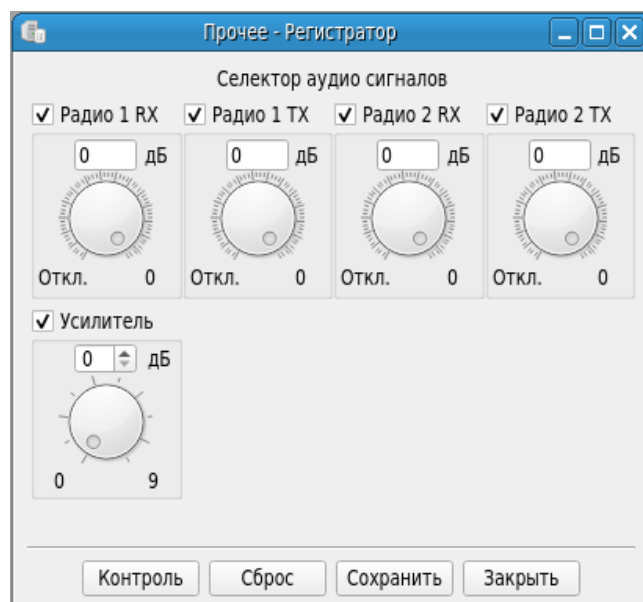 Прочее - Регистратор
Селектор аудио сигналов
Радио 1 RX Радио 1 TX Радио 2 RX Радио 2 TX
0 дБ 0 дБ 0 дБ 0 дБ
Откл. 0 Откл. 0 Откл. 0 Откл. 0
Усилитель
0 дБ
0 9
Контроль Сброс Сохранить Закрыть